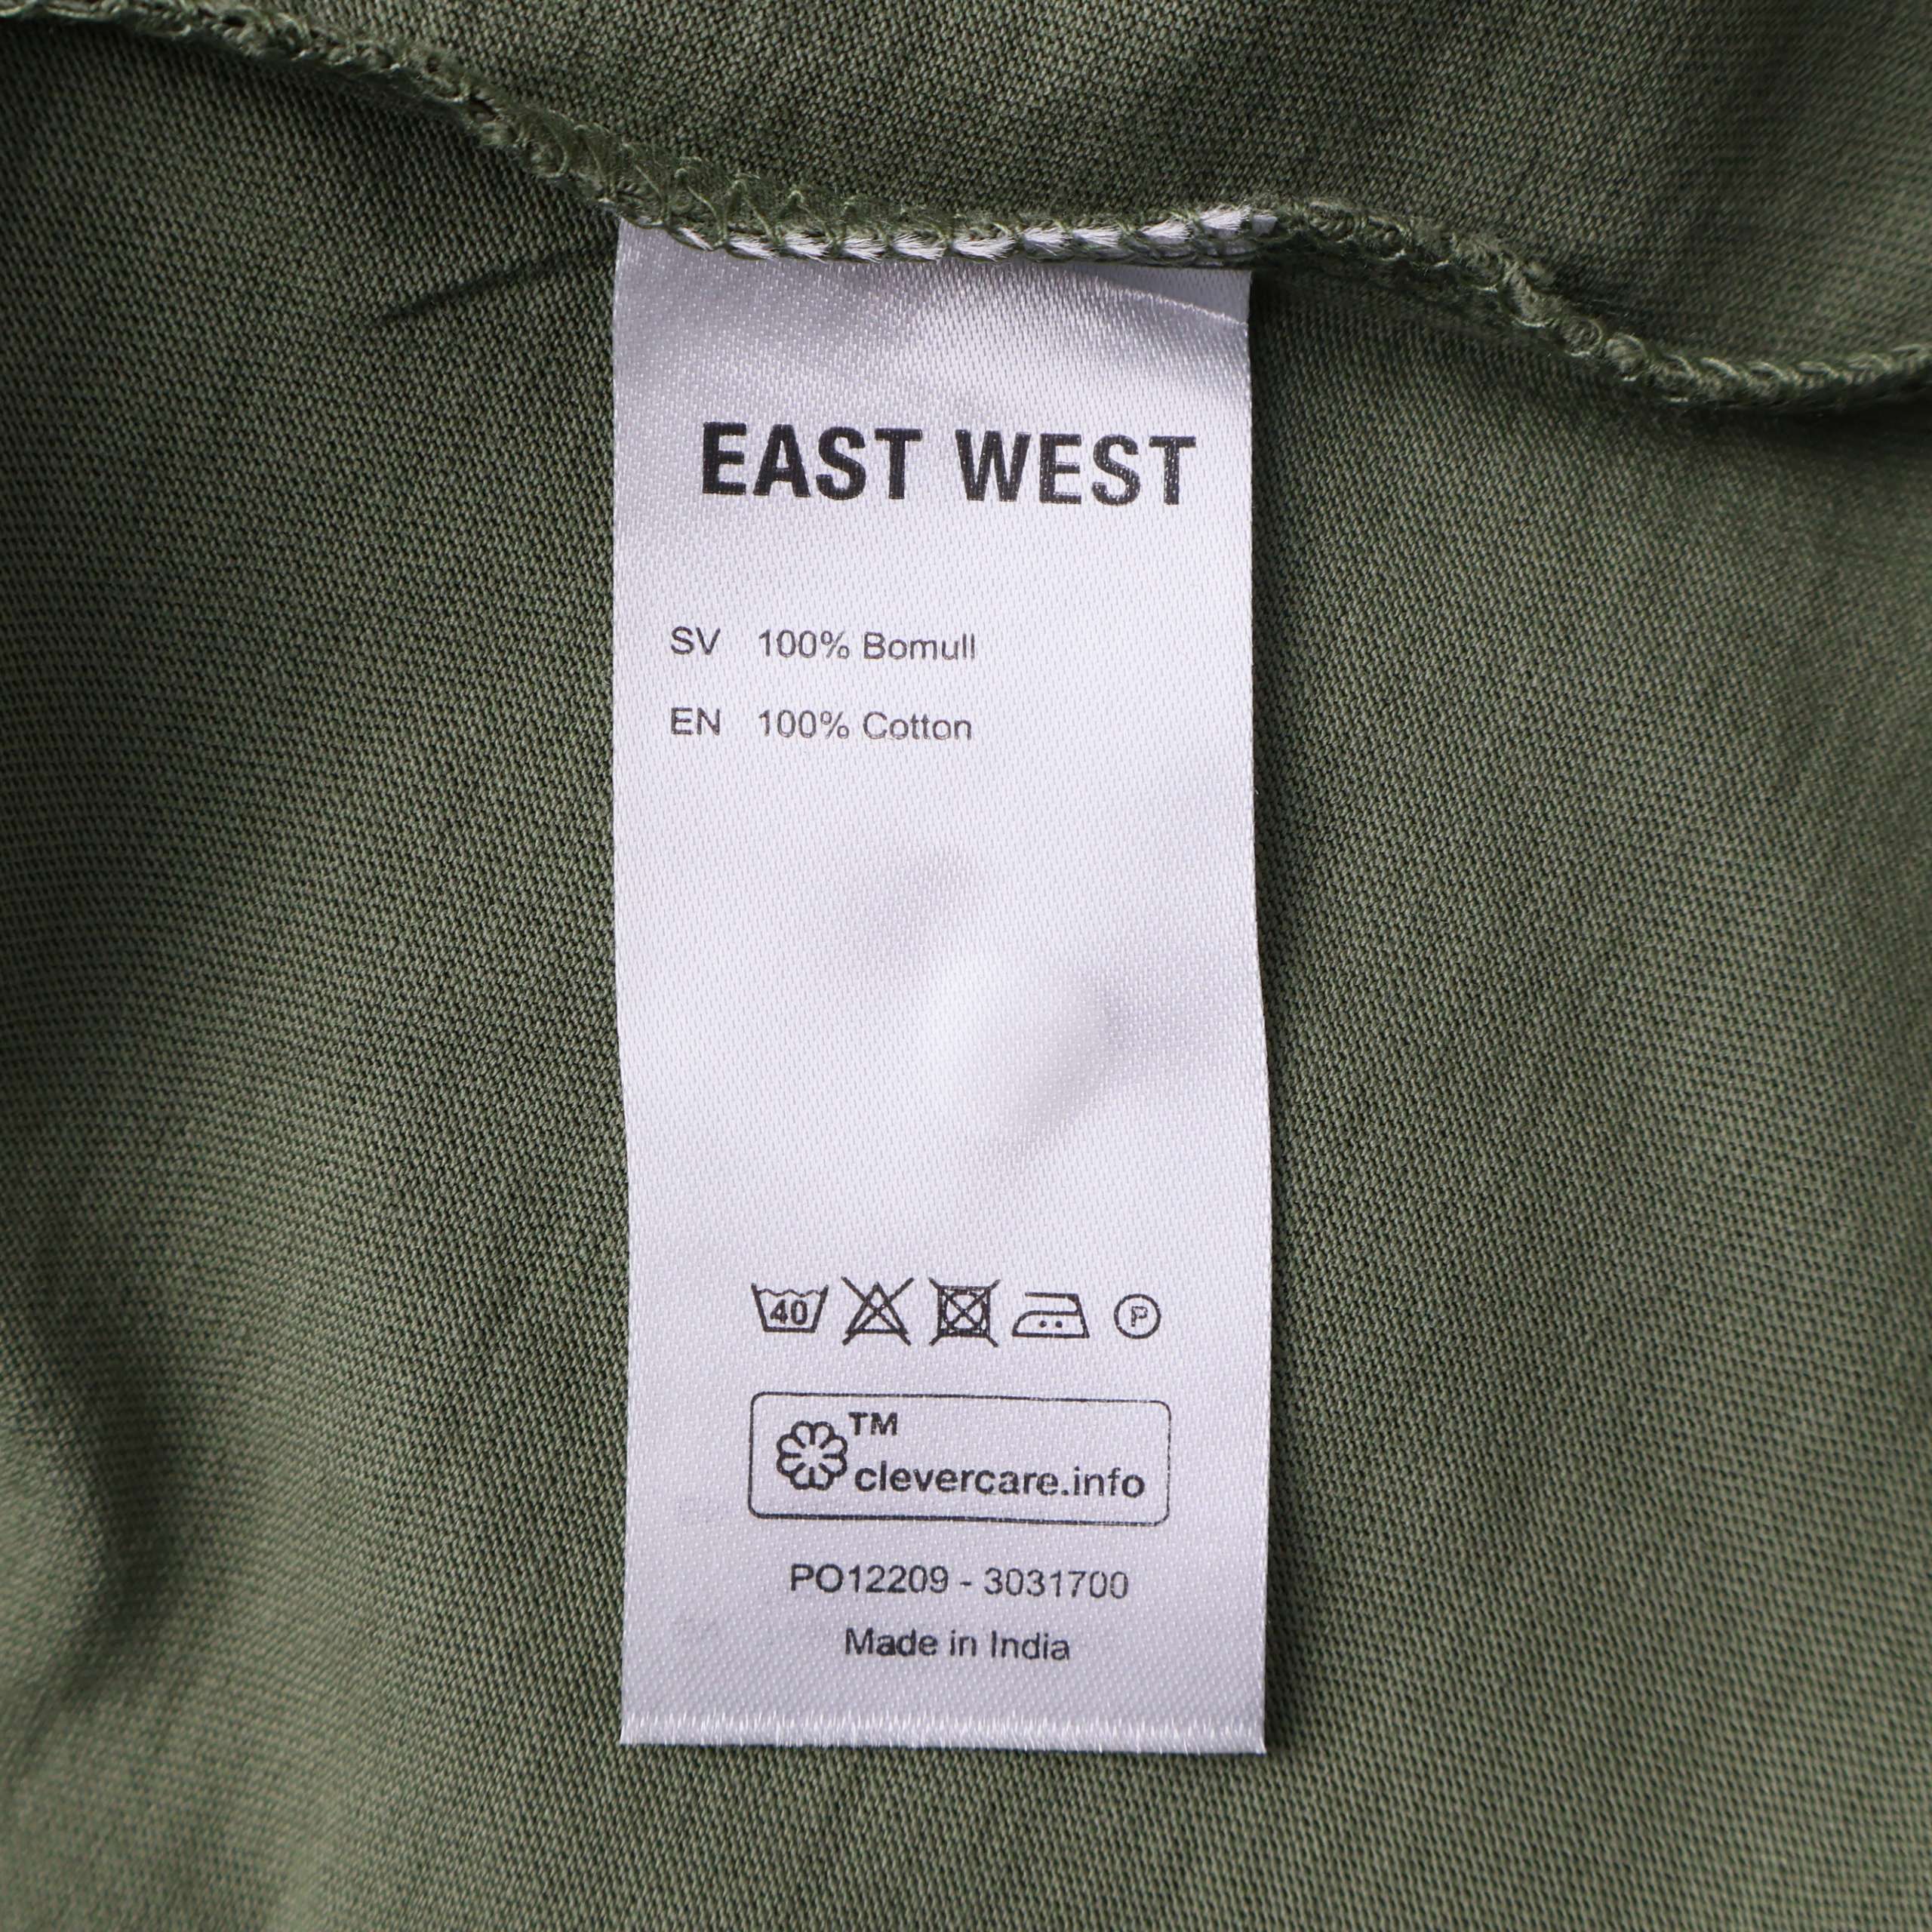 EAST WEST
SV 100% Bomull
EN 100% Cotton
40 P
TM
clevercare.info
PO12209 - 3031700
Made in India